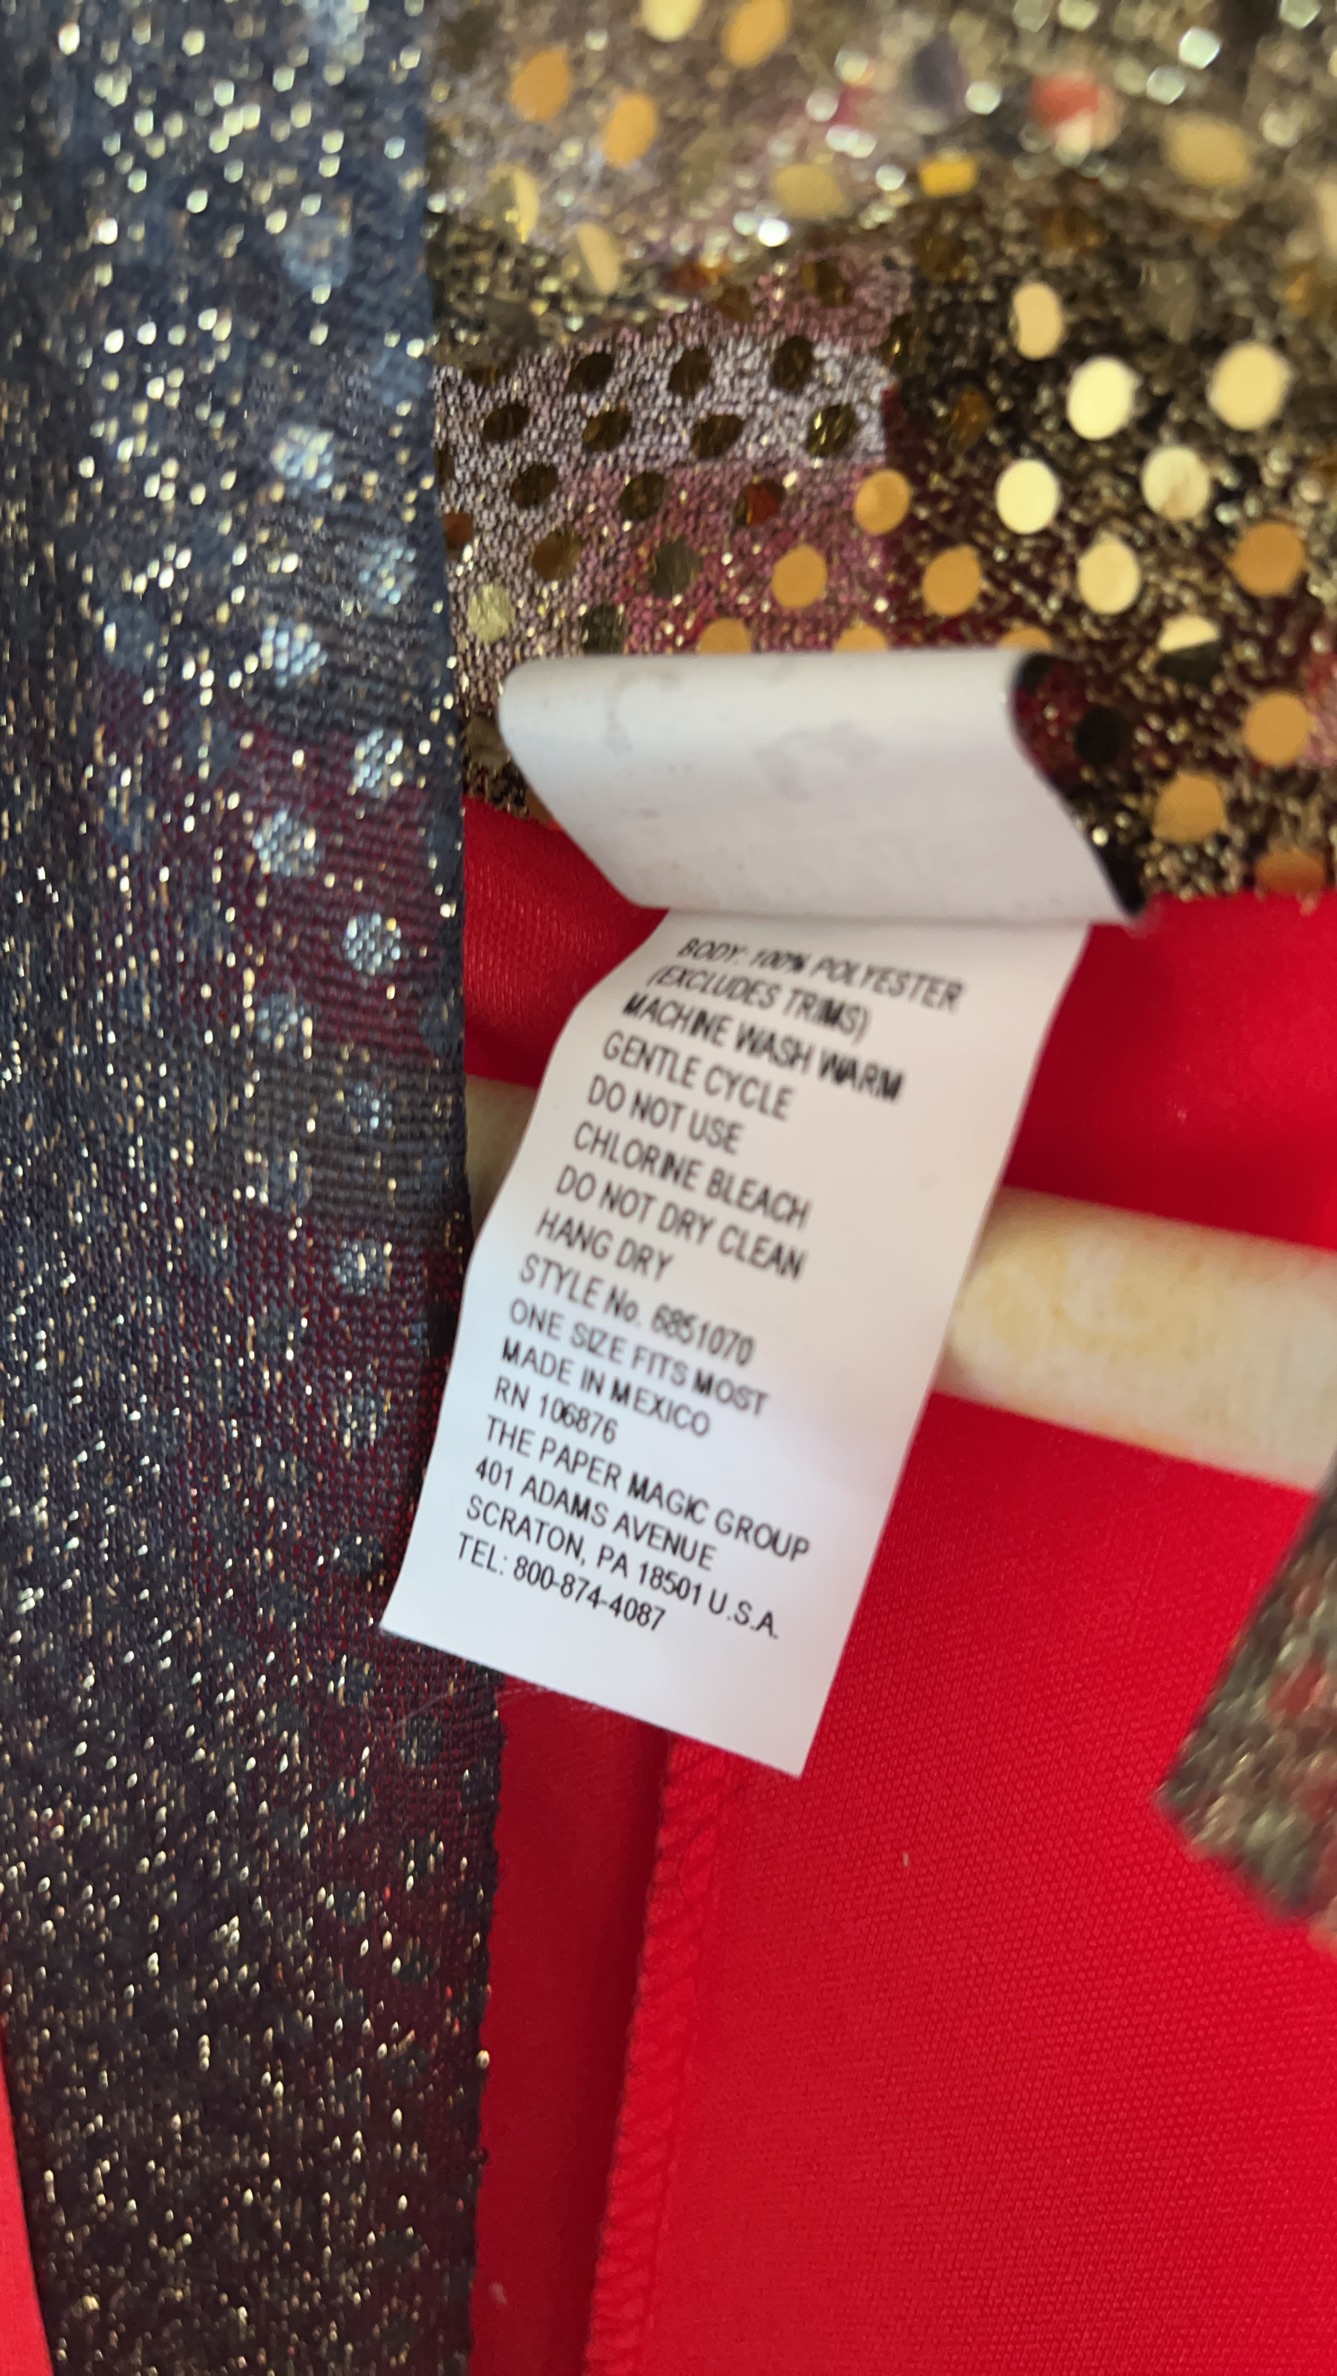 BODY: 100% POLYESTER
(EXCLUDES TRIMS)
MACHINE WASH WARM
GENTLE CYCLE
DO NOT USE
CHLORINE BLEACH
DO NOT DRY CLEAN
HANG DRY
STYLE No. 6851070
ONE SIZE FITS MOST
MADE IN MEXICO
RN 106876
THE PAPER MAGIC GROUP
401 ADAMS AVENUE
SCRATON, PA 18501 U.S.A.
TEL: 800-874-4087